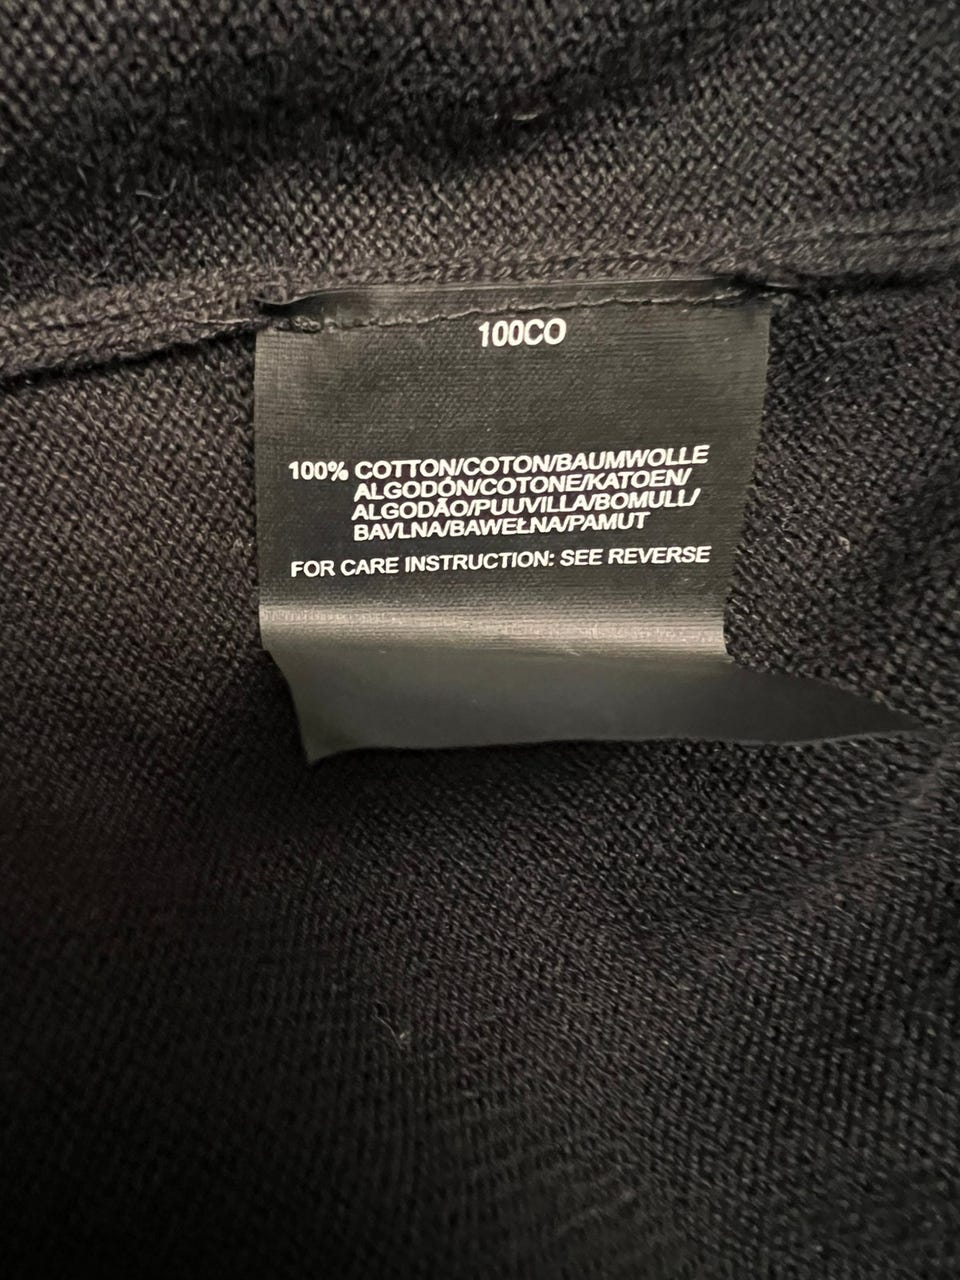 100CO
100% COTTON/COTON/BAUMWOLLE
ALGODÓN/COTONE/KATOEN/
ALGODÃO/PUUVILLA/BOMULL/
BAVLNA/BAWEŁNA/PAMUT
FOR CARE INSTRUCTION: SEE REVERSE